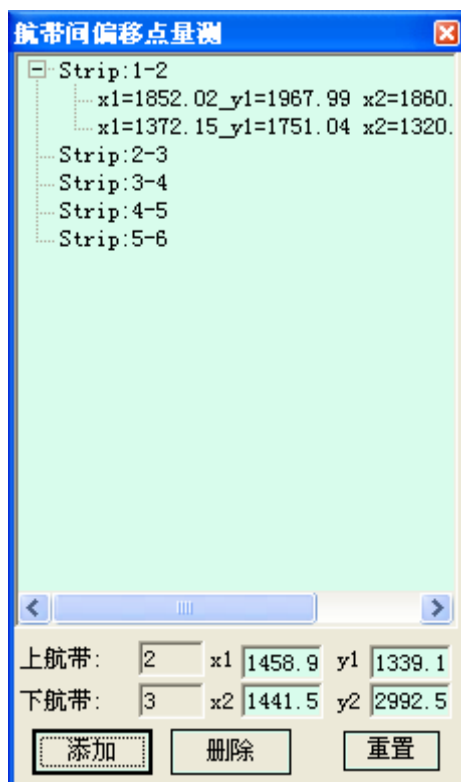 航带间偏移点量测
Strip:1-2
x1=1852.02_y1=1967.99 x2=1860.
x1=1372.15_y1=1751.04 x2=1320.
Strip:2-3
Strip:3-4
Strip:4-5
Strip:5-6
上航带: 2 x1 1458.9 y1 1339.1
下航带: 3 x2 1441.5 y2 2992.5
添加 删除 重置